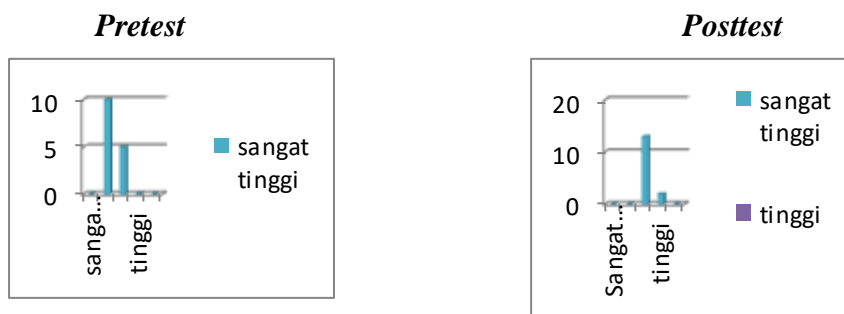 Pretest
10
5
0
sanga...
tinggi
sangat
tinggi
Posttest
20
10
0
Sangat...
tinggi
sangat
tinggi
tinggi